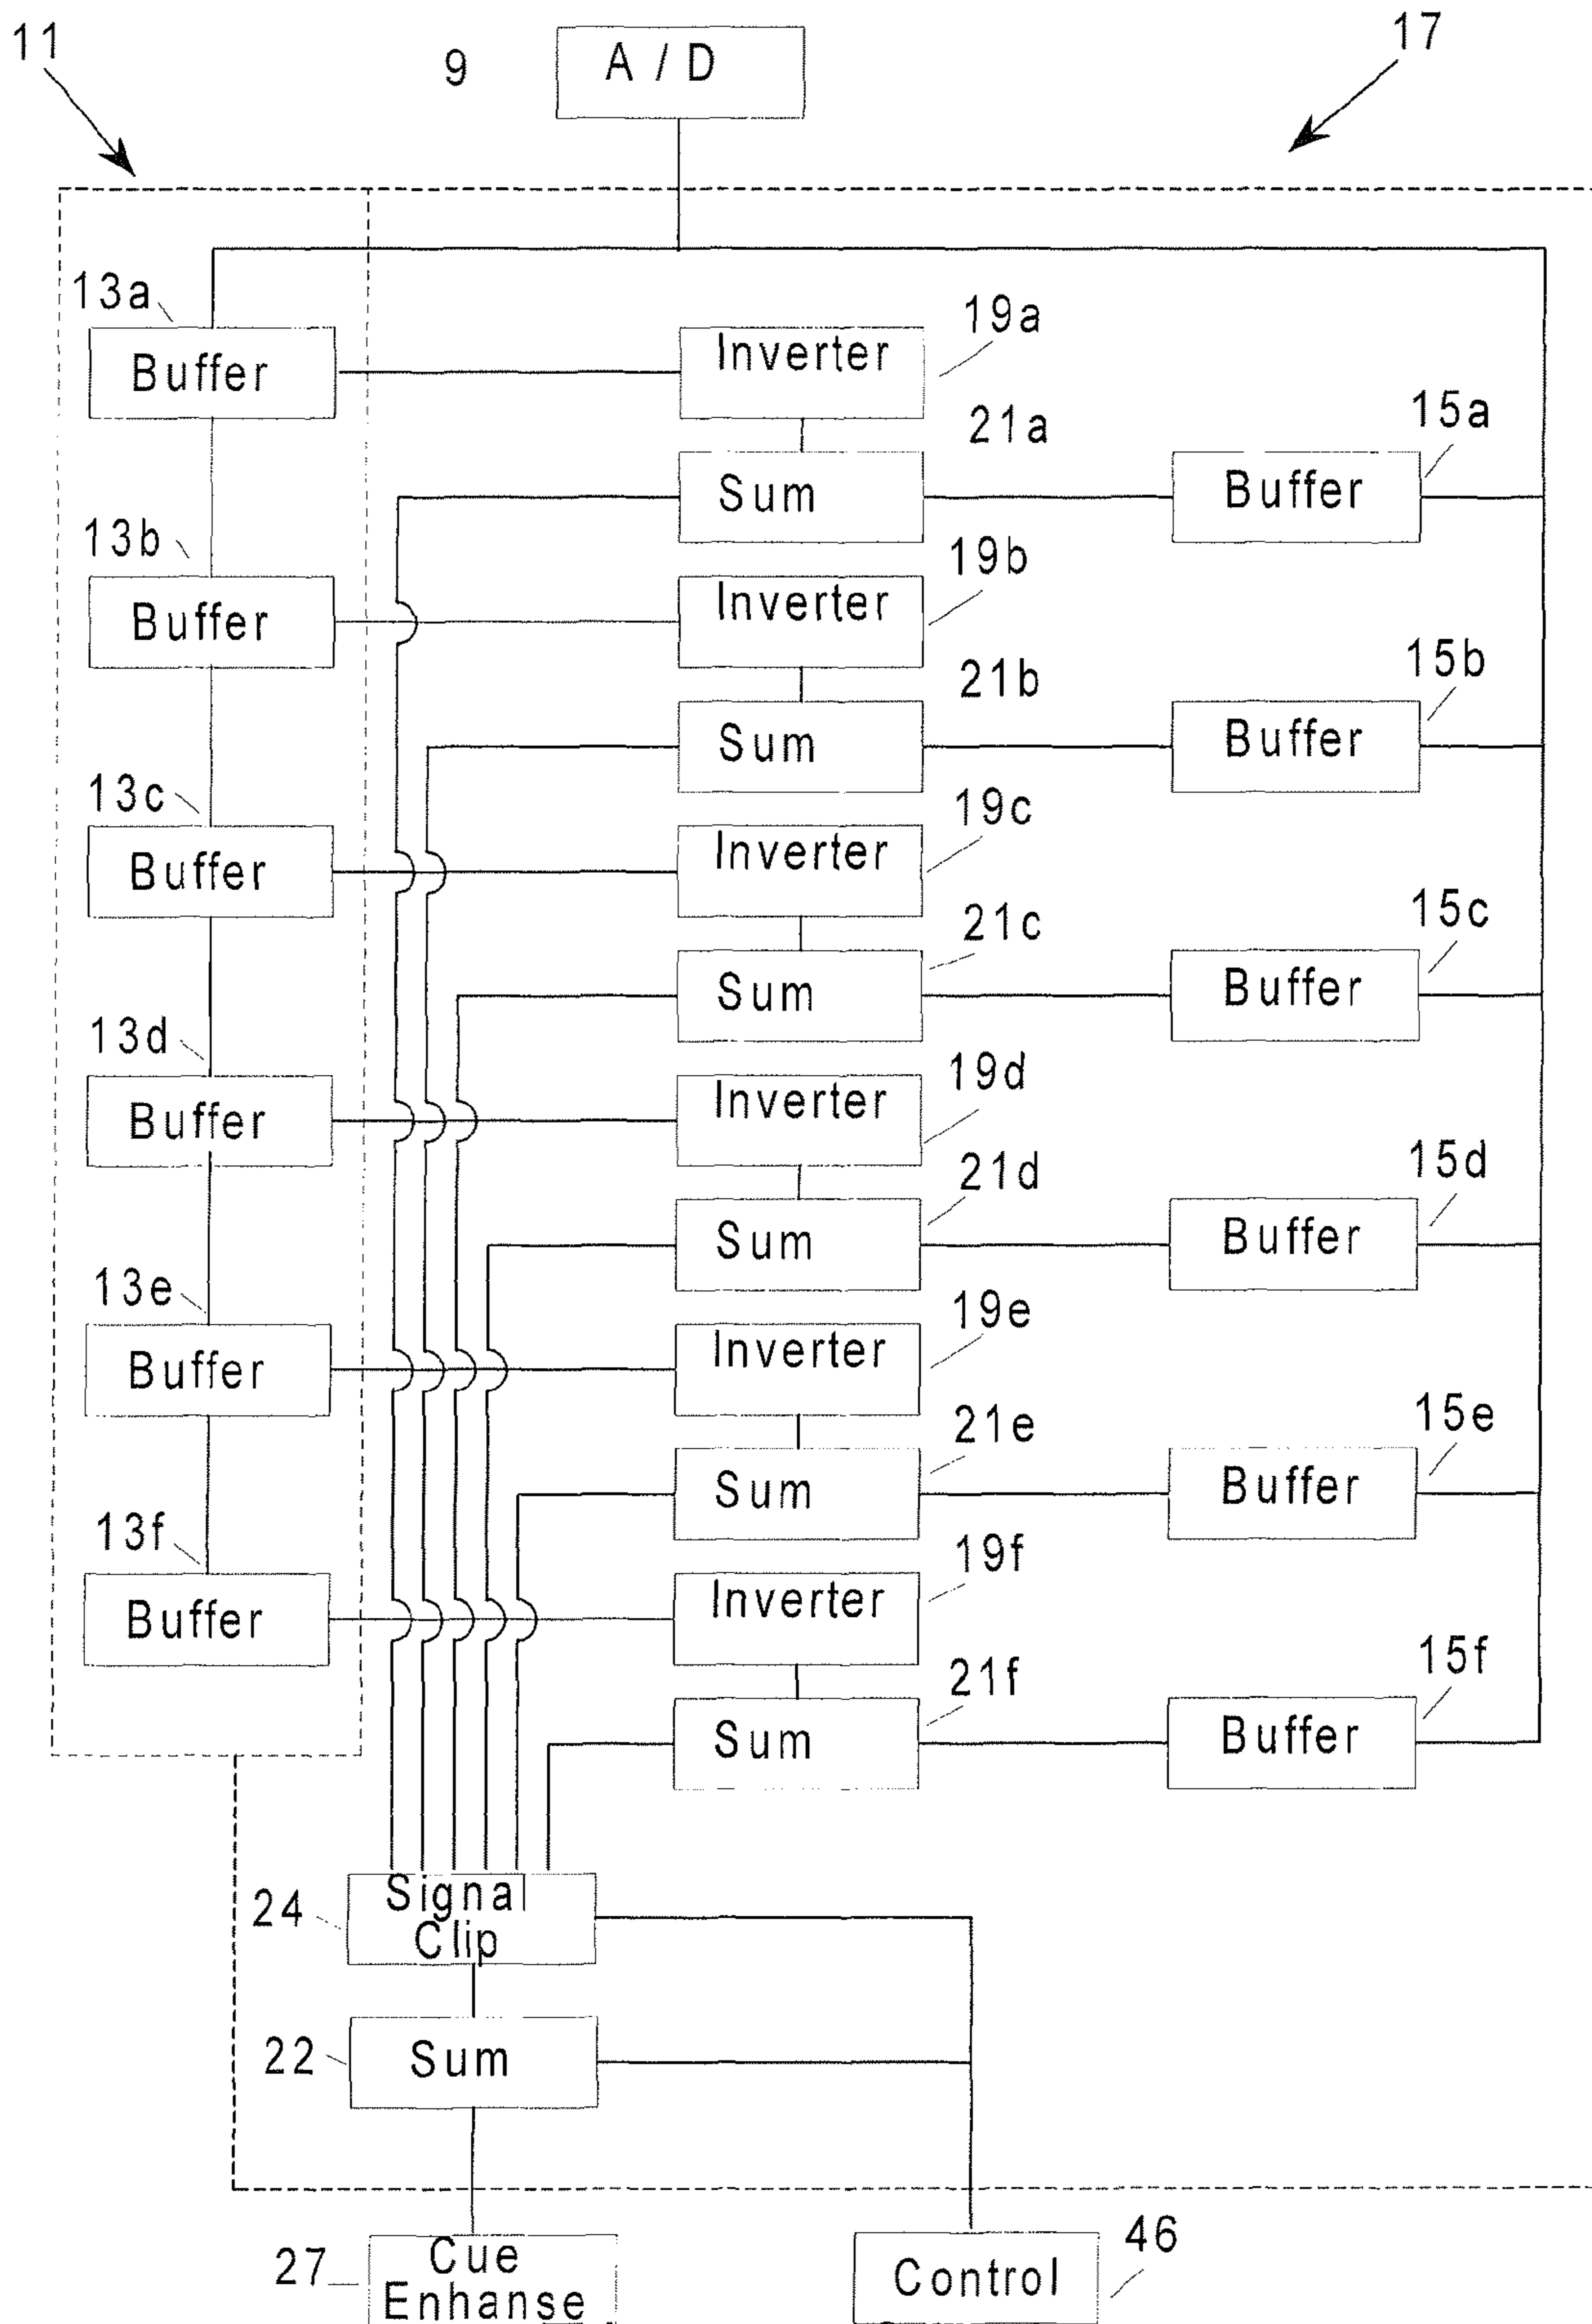 11
9
A / D
17
13a
Buffer
Inverter
19a
21a
Sum
Buffer
15a
13b
Buffer
Inverter
19b
21b
Sum
Buffer
15b
13c
Buffer
Inverter
19c
21c
Sum
Buffer
15c
13d
Buffer
Inverter
19d
21d
Sum
Buffer
15d
13e
Buffer
Inverter
19e
21e
Sum
Buffer
15e
13f
Buffer
Inverter
19f
21f
Sum
Buffer
15f
24
Signal
Clip
22
Sum
27
Cue
Enhanse
Control
46